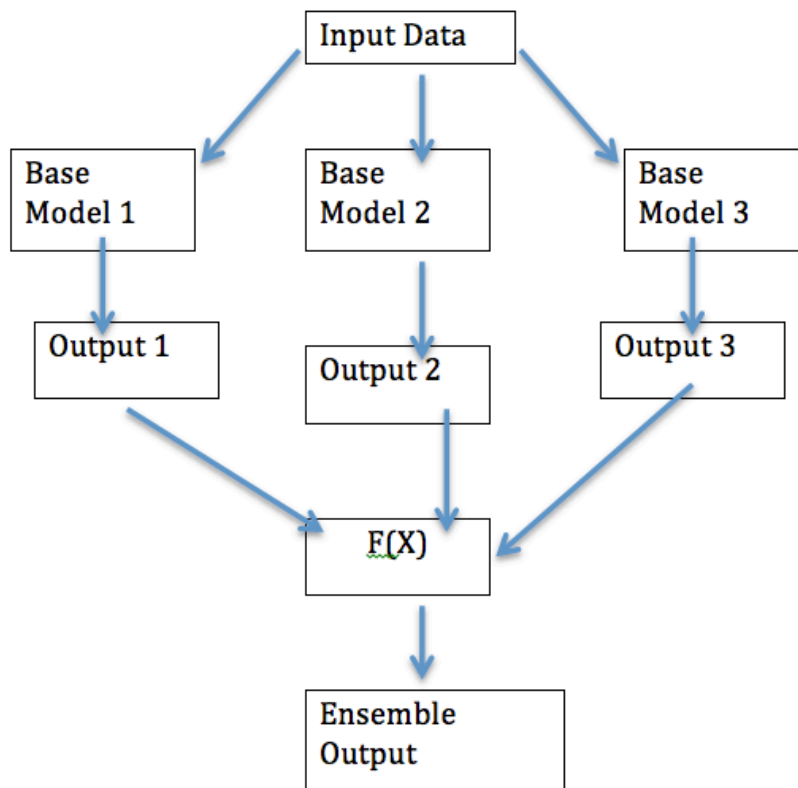 Input Data
Base
Model 1
Base
Model 2
Base
Model 3
Output 1
Output 2
Output 3
F(X)
Ensemble
Output